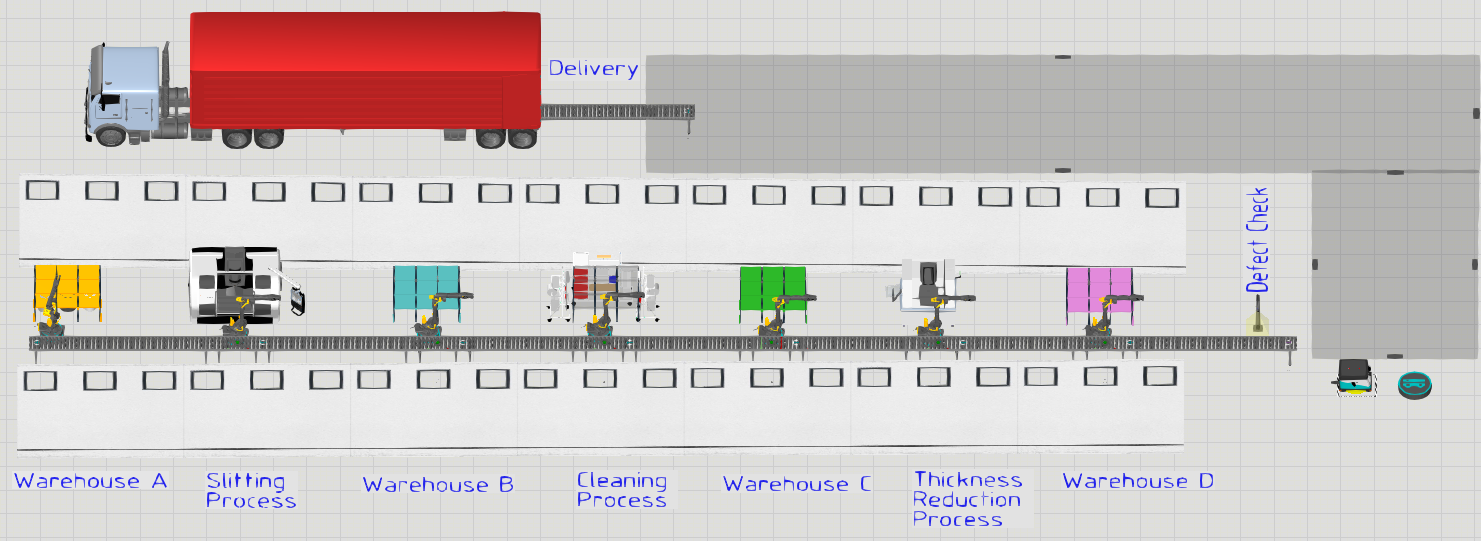 Delivery
Defect Check
Warehouse A
Slitting
Process
Warehouse B
Cleaning
Process
Warehouse C
Thickness
Reduction
Process
Warehouse D